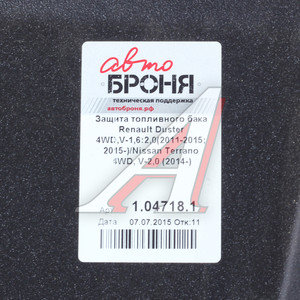 авто
БРОНЯ
техническая поддержка
автоброня.рф
Защита топливного бака
Renault Duster
4WD,V-1,6;2,0(2011-2015;
2015-)/Nissan Terrano
4WD, V-2,0 (2014-)
Арт. 1.04718.1
Дата 07.07.2015 Отк.11